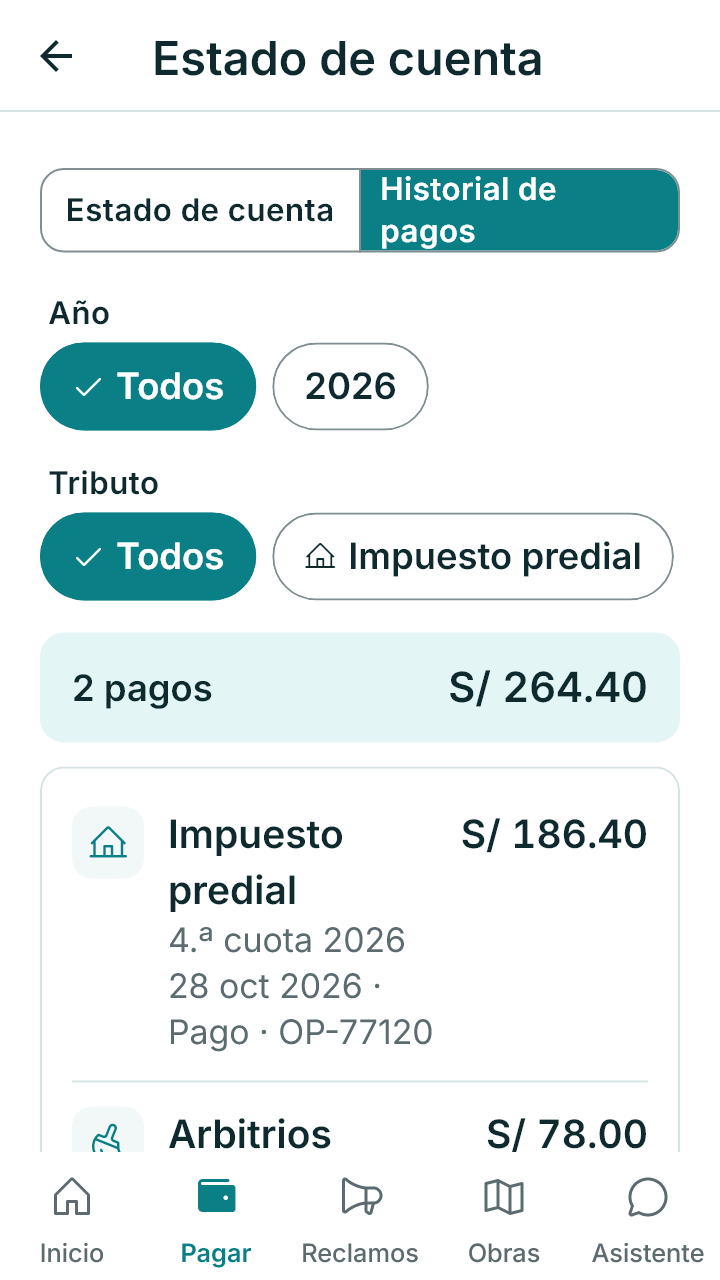 Estado de cuenta
Estado de cuenta
Historial de
pagos
Año
Todos
2026
Tributo
Todos
Impuesto predial
2 pagos
S/ 264.40
Impuesto
predial
S/ 186.40
4.ª cuota 2026
28 oct 2026 ·
Pago · OP-77120
Arbitrios
S/ 78.00
Inicio
Pagar
Reclamos
Obras
Asistente